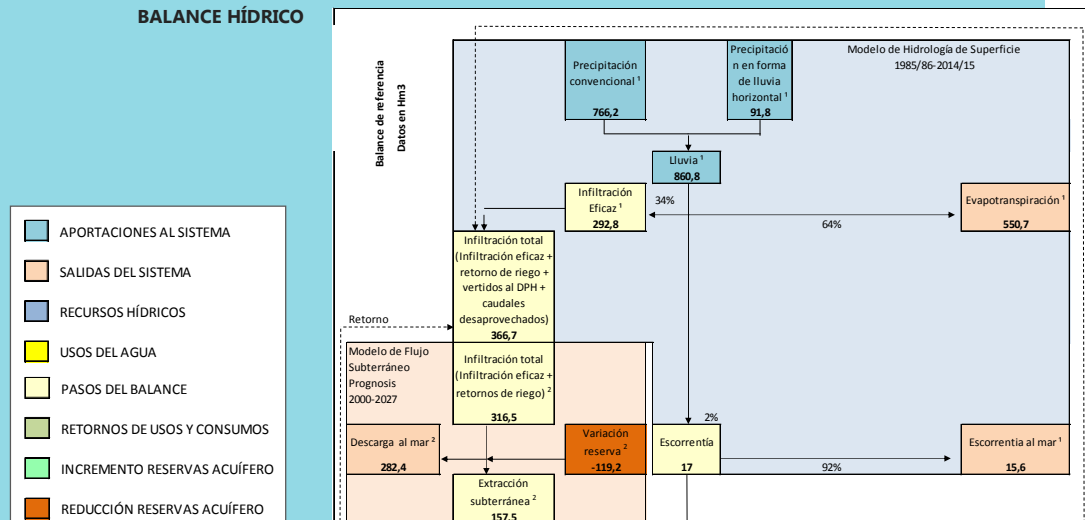 BALANCE HÍDRICO
Balance de referencia
Datos en Hm3
Precipitación
convencional ¹
766,2
Precipitació
n en forma
de lluvia
horizontal ¹
91,8
Modelo de Hidrología de Superficie
1985/86-2014/15
Lluvia ¹
860,8
Infiltración
Eficaz ¹
292,8
34%
64%
Evapotranspiración ¹
550,7
Infiltración total
(Infiltración eficaz +
retorno de riego +
vertidos al DPH +
caudales
desaprovechados)
366,7
Retorno
Modelo de Flujo
Subterráneo
Prognosis
2000-2027
Infiltración total
(Infiltración eficaz +
retornos de riego) ²
316,5
2%
Descarga al mar ²
282,4
Variación
reserva ²
-119,2
Escorrentía
17
92%
Escorrentia al mar ¹
15,6
Extracción
subterránea ²
157,5
APORTACIONES AL SISTEMA
SALIDAS DEL SISTEMA
RECURSOS HÍDRICOS
USOS DEL AGUA
PASOS DEL BALANCE
RETORNOS DE USOS Y CONSUMOS
INCREMENTO RESERVAS ACUÍFERO
REDUCCIÓN RESERVAS ACUÍFERO